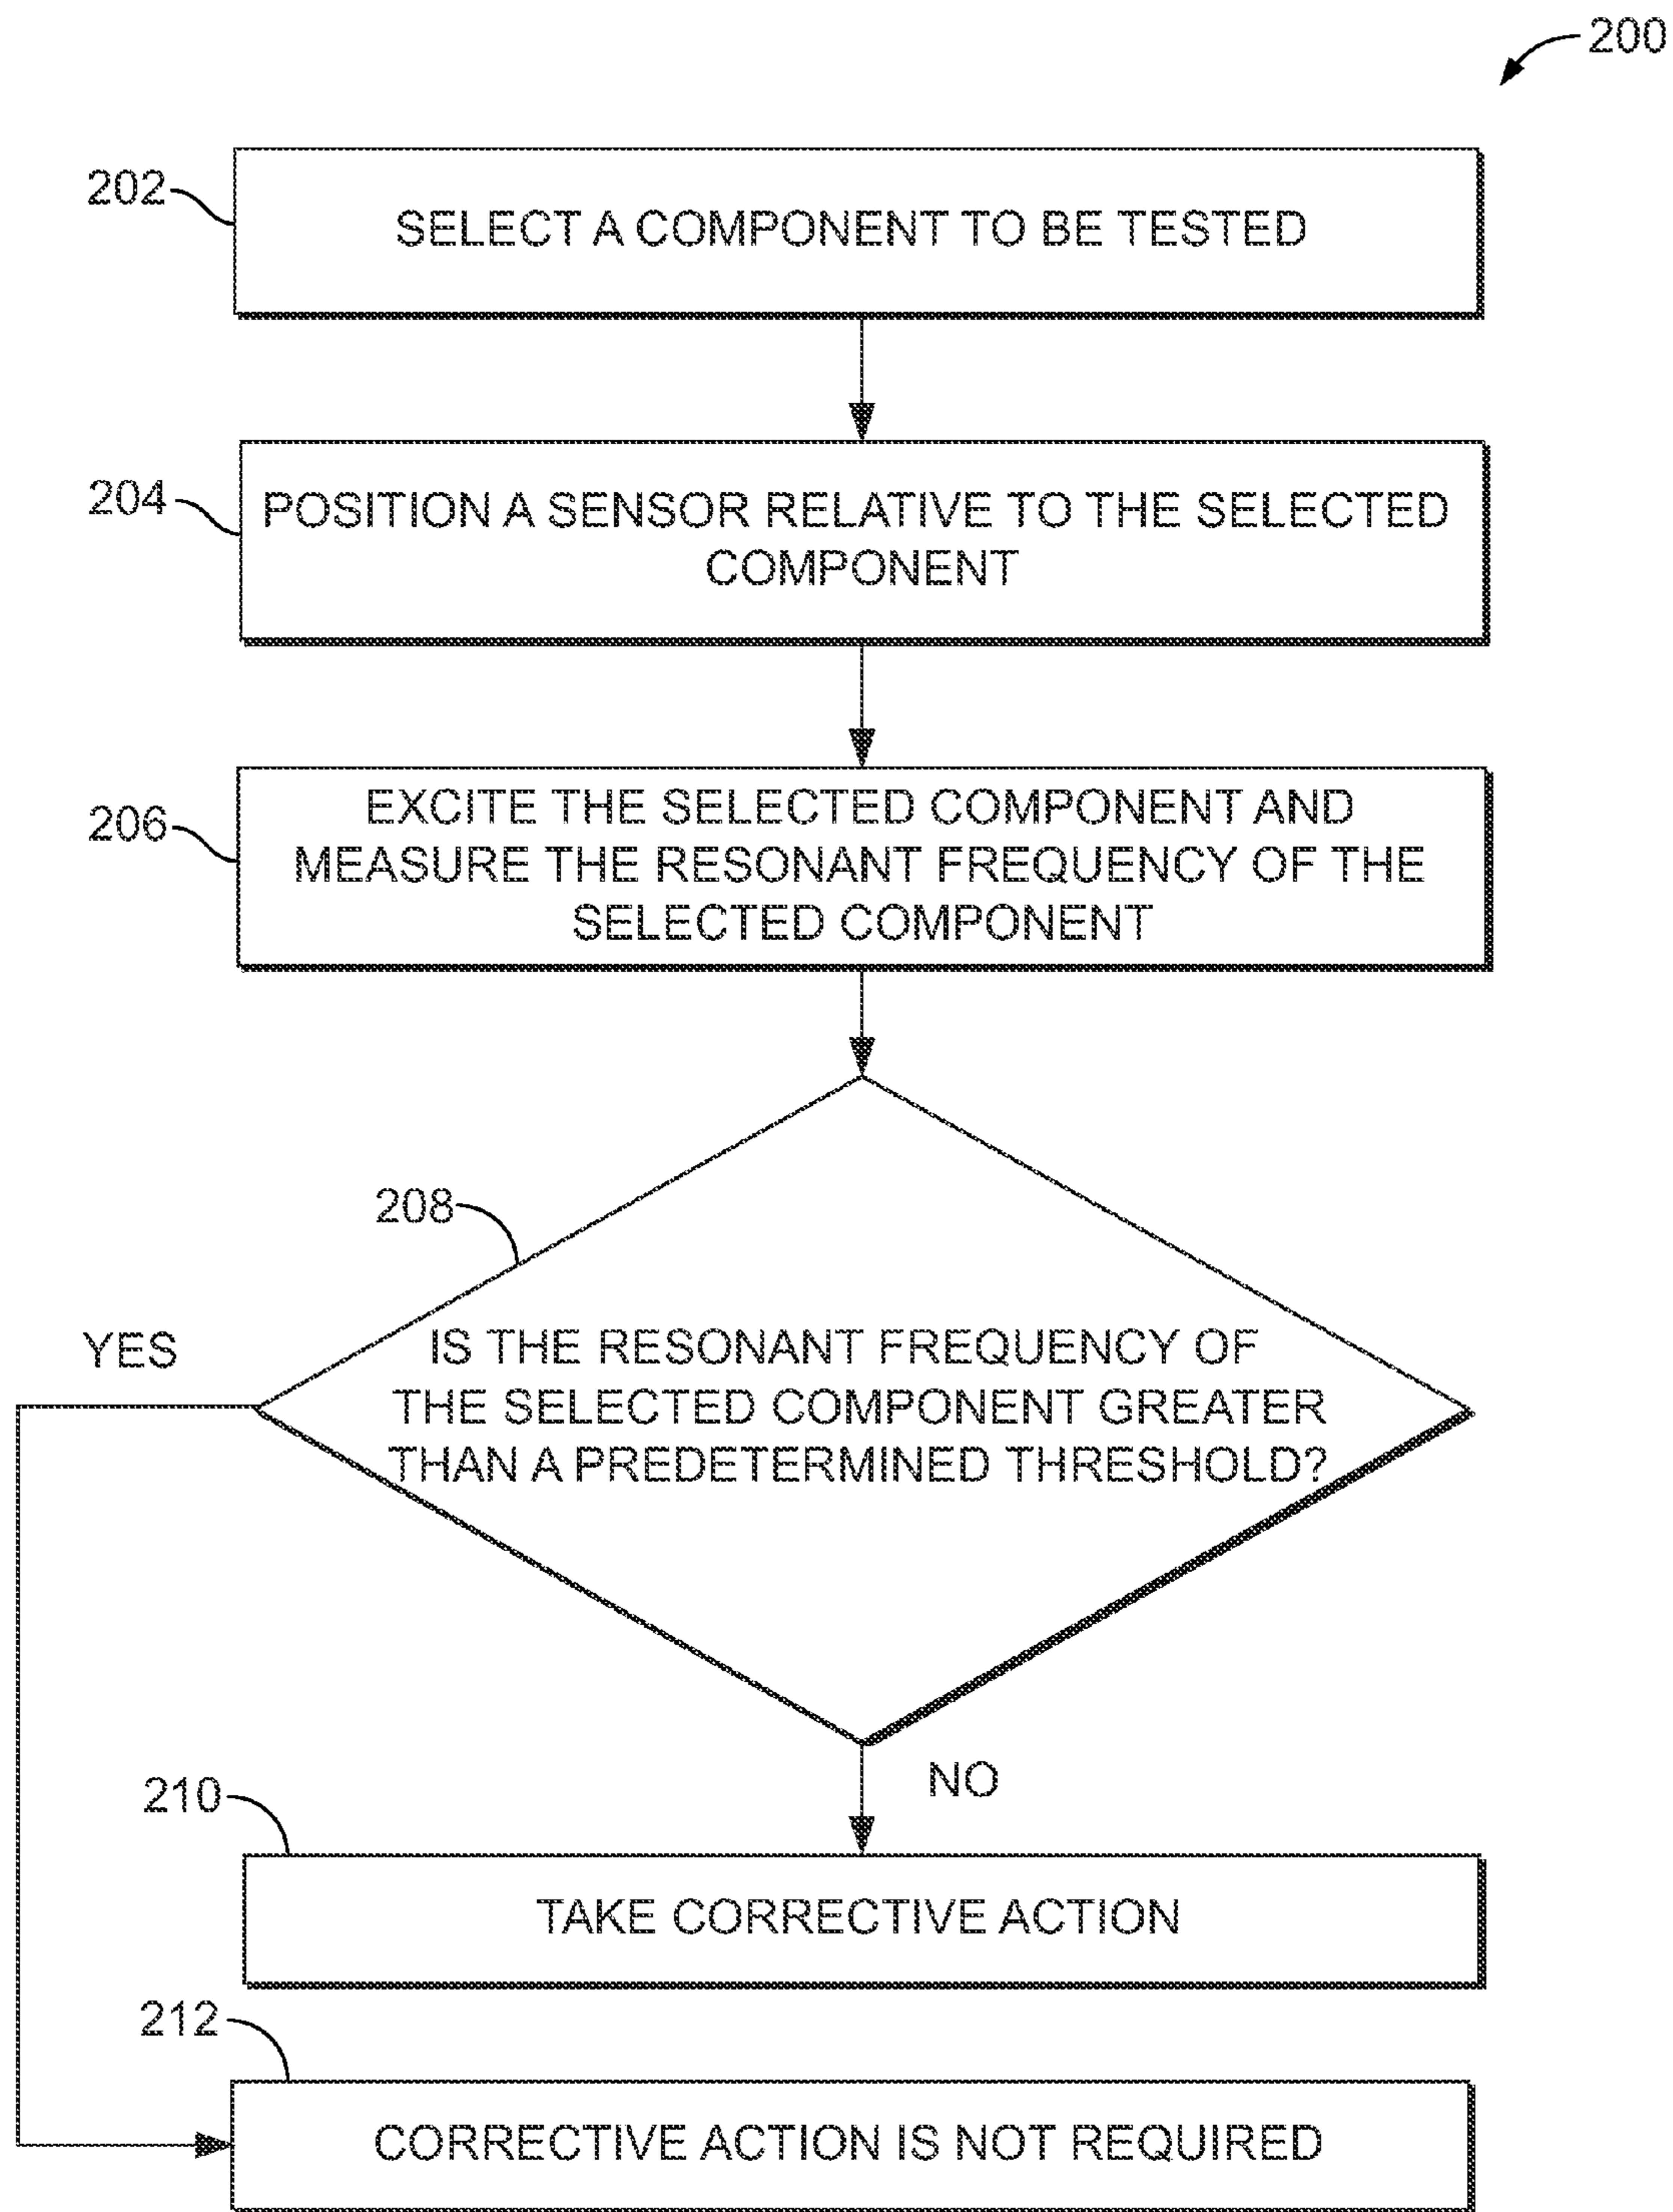 200
202
SELECT A COMPONENT TO BE TESTED
204
POSITION A SENSOR RELATIVE TO THE SELECTED
COMPONENT
206
EXCITE THE SELECTED COMPONENT AND
MEASURE THE RESONANT FREQUENCY OF THE
SELECTED COMPONENT
208
YES
IS THE RESONANT FREQUENCY OF
THE SELECTED COMPONENT GREATER
THAN A PREDETERMINED THRESHOLD?
NO
210
TAKE CORRECTIVE ACTION
212
CORRECTIVE ACTION IS NOT REQUIRED